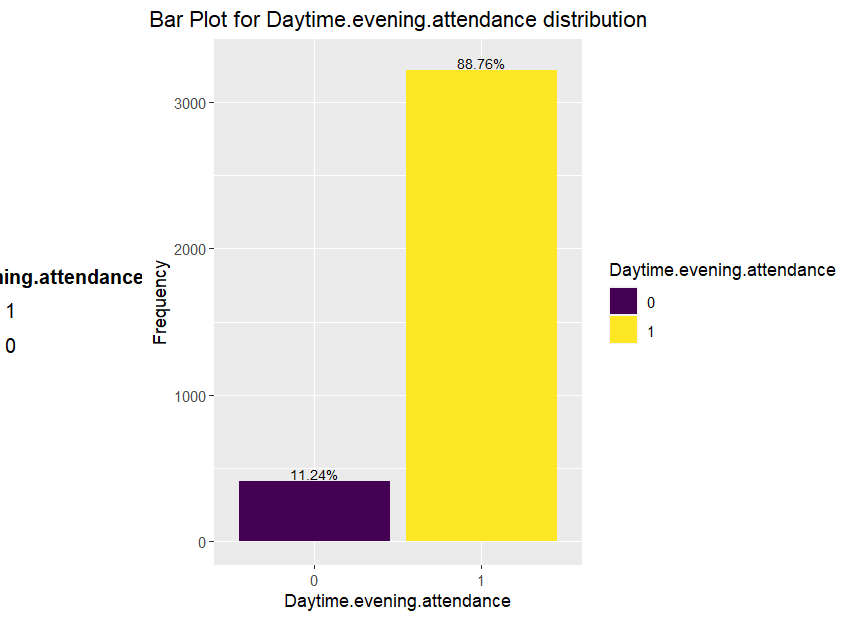 Bar Plot for Daytime.evening.attendance distribution
ning.attendance
1
0
Frequency
3000
2000
1000
0
88.76%
11.24%
0
1
Daytime.evening.attendance
Daytime.evening.attendance
0
1